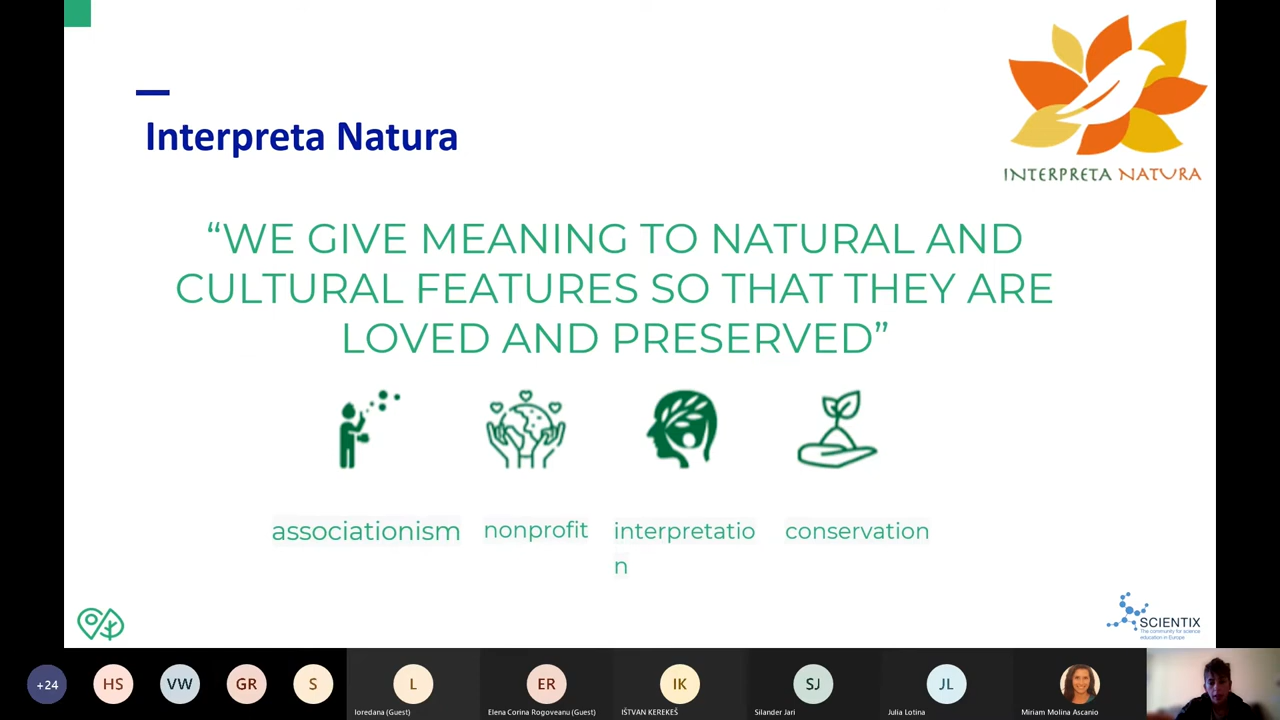 Interpreta Natura
INTERPRETA NATURA
“WE GIVE MEANING TO NATURAL AND
CULTURAL FEATURES SO THAT THEY ARE
LOVED AND PRESERVED”
associationism
nonprofit
interpretatio
n
conservation
SCIENTIX
The community for science
education in Europe
+24
HS
VW
GR
S
L
loredana (Guest)
ER
Elena Corina Rogoveanu (Guest)
IK
IŠTVAN KEREKEŠ
SJ
Silander Jari
JL
Julia Lotina
Miriam Molina Ascanio